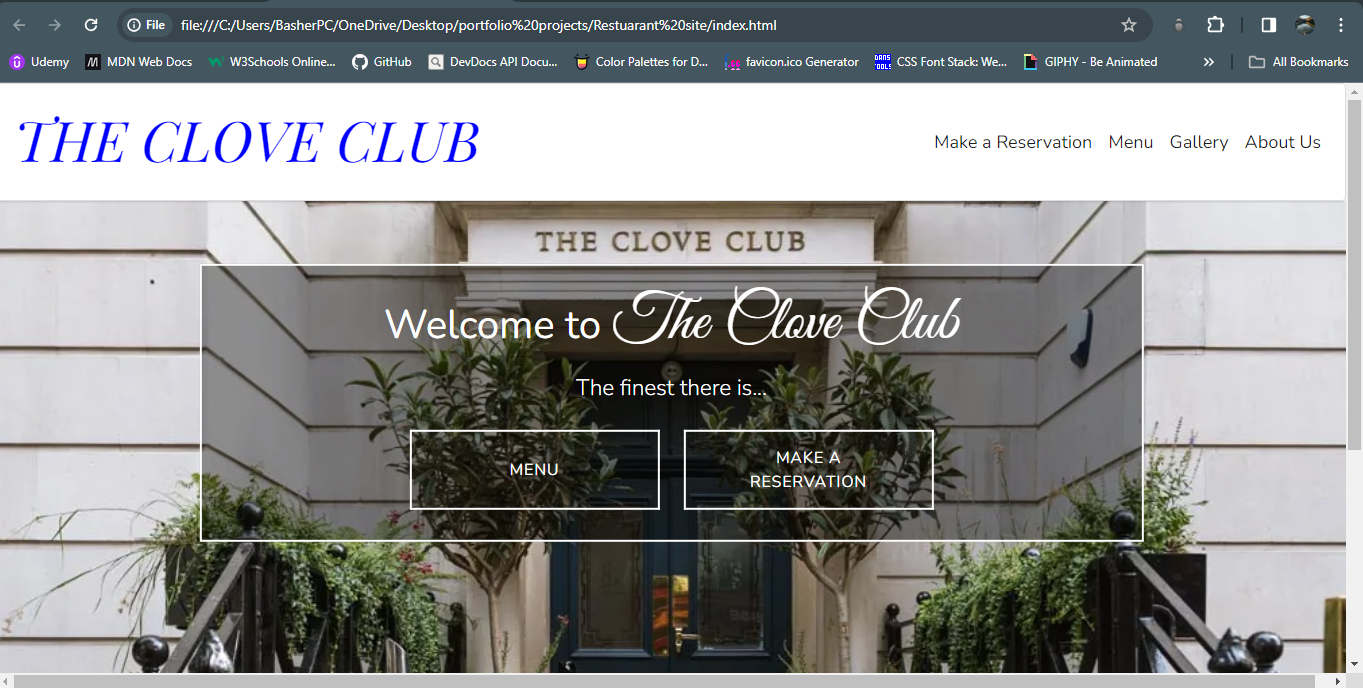 File
file:///C:/Users/BasherPC/OneDrive/Desktop/portfolio%20projects/Restuarant%20site/index.html
Udemy
MDN Web Docs
W3Schools Online...
GitHub
DevDocs API Docu...
Color Palettes for D...
favicon.ico Generator
DANS TOOLS
CSS Font Stack: We...
GIPHY - Be Animated
»
All Bookmarks
THE CLOVE CLUB
Make a Reservation
Menu
Gallery
About Us
THE CLOVE CLUB
Welcome to The Clove Club
The finest there is...
MENU
MAKE A
RESERVATION